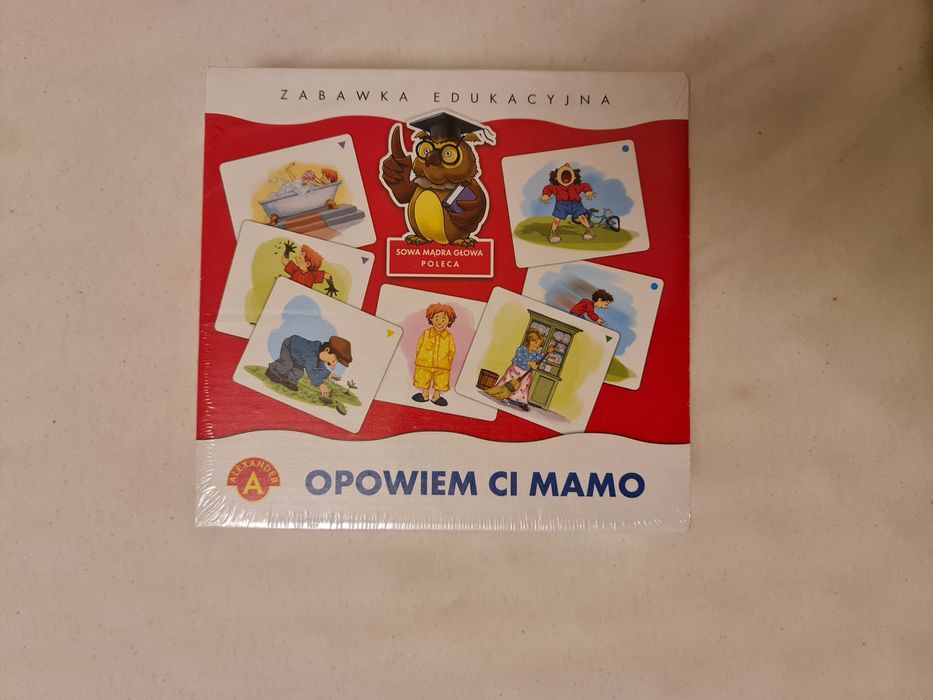 ZABAWKA EDUKACYJNA
SOWA MĄDRA GŁOWA
POLECA
ALEXANDER
A
OPOWIEM CI MAMO